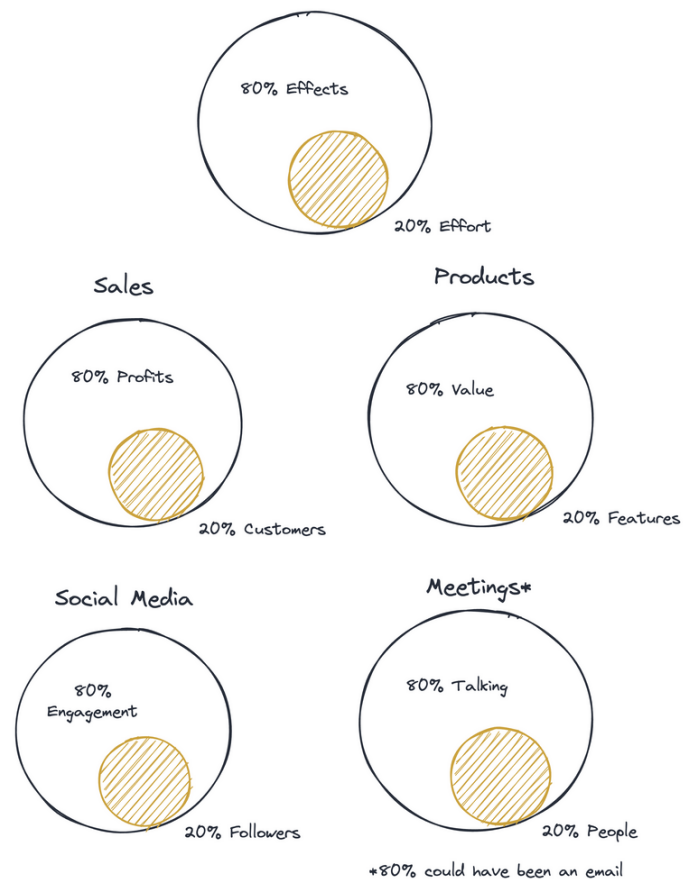 80% Effects
20% Effort
Sales
Products
80% Profits
80% Value
20% Customers
20% Features
Social Media
Meetings*
80%
Engagement
80% Talking
20% Followers
20% People
*80% could have been an email